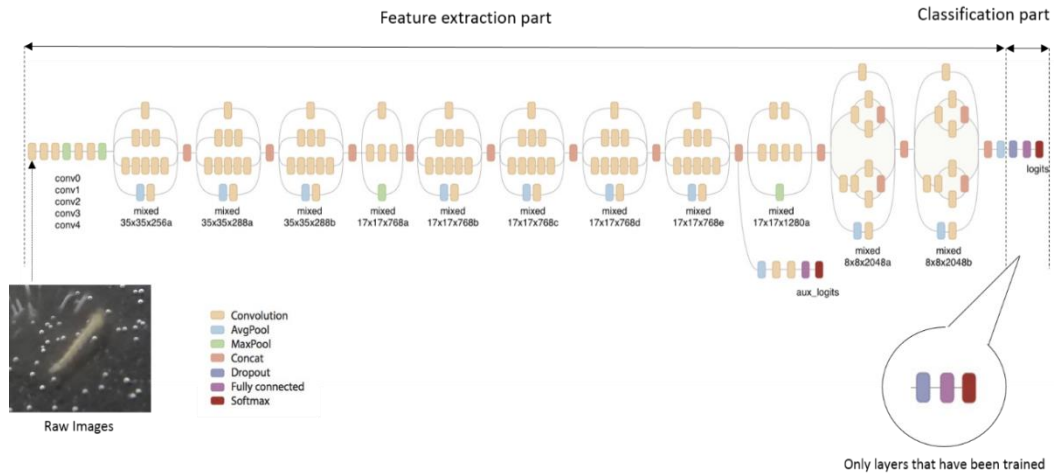 Feature extraction part
Classification part
conv0
conv1
conv2
conv3
conv4
mixed
35x35x256a
mixed
35x35x288a
mixed
35x35x288b
mixed
17x17x768a
mixed
17x17x768b
mixed
17x17x768c
mixed
17x17x768d
mixed
17x17x768e
mixed
17x17x1280a
mixed
8x8x2048a
mixed
8x8x2048b
logits
aux_logits
Convolution
AvgPool
MaxPool
Concat
Dropout
Fully connected
Softmax
Raw Images
Only layers that have been trained